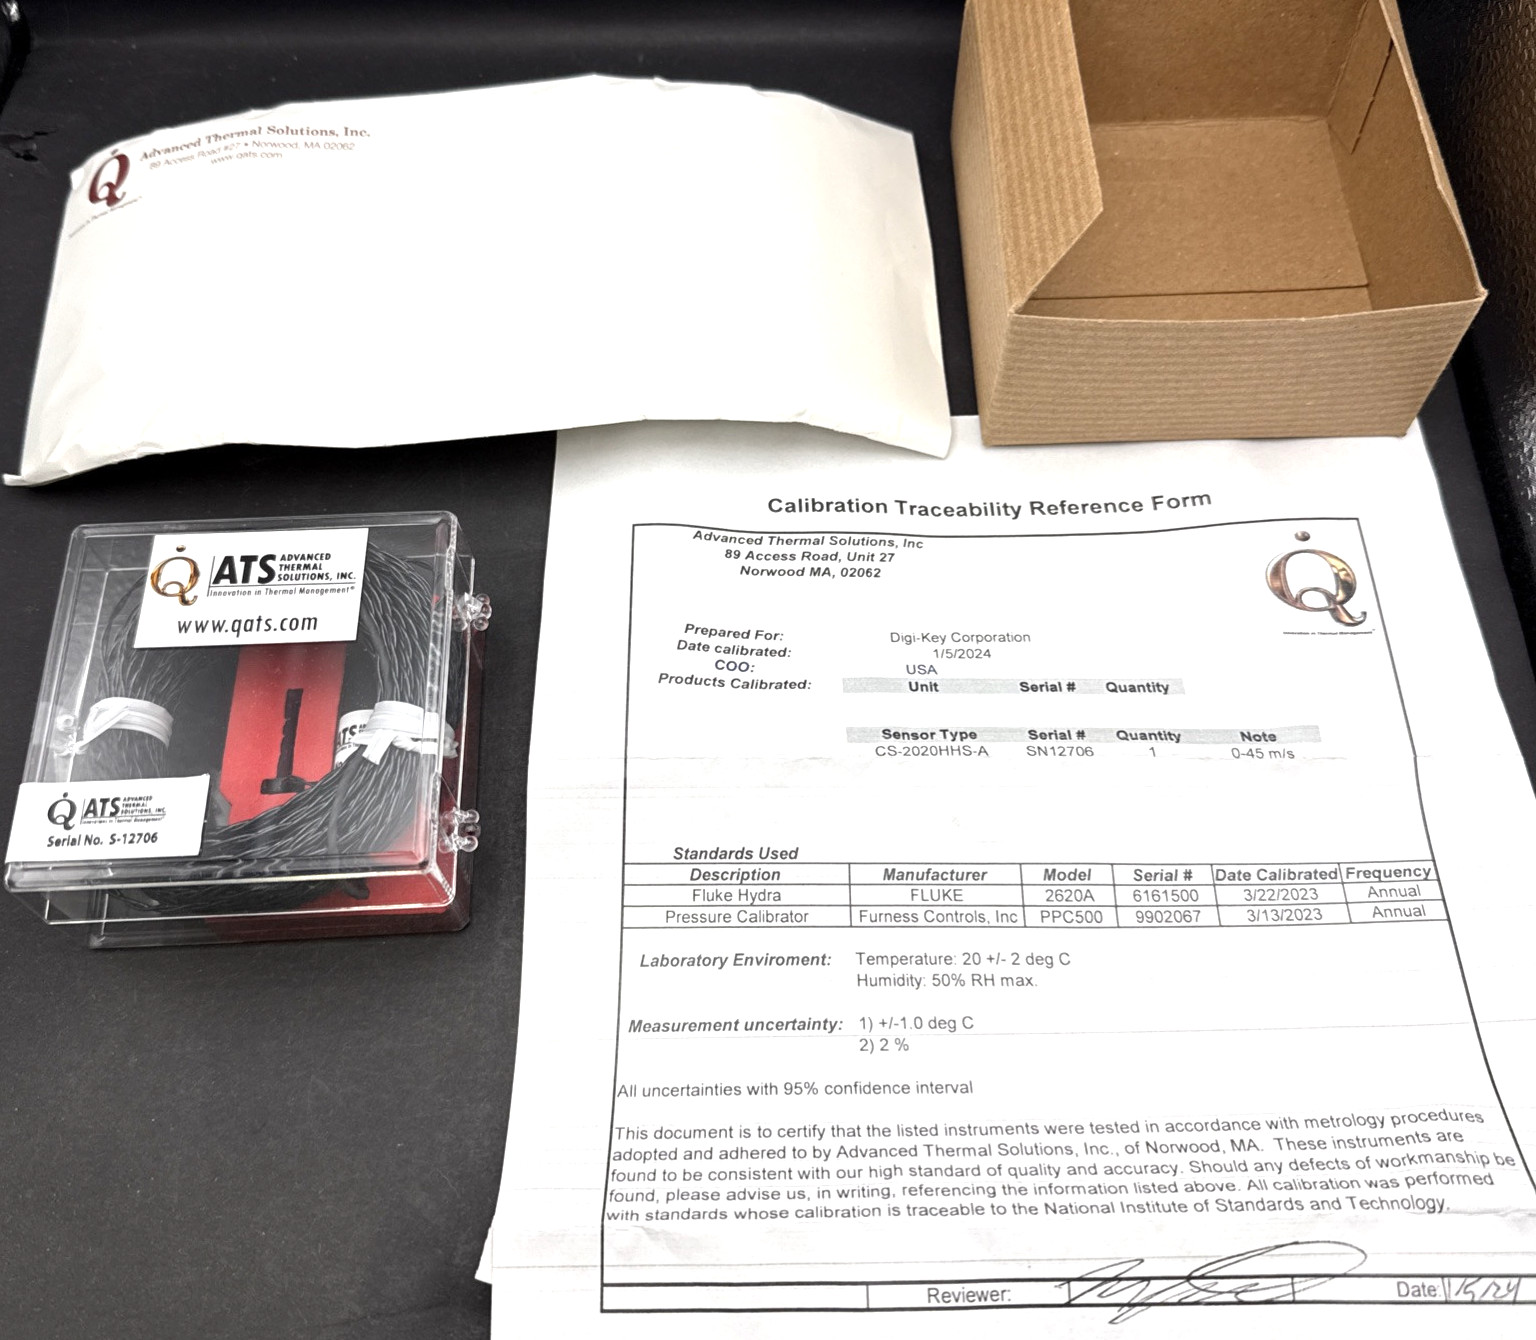 Advanced Thermal Solutions, Inc.
89 Access Road #27 • Norwood, MA 02062
www.qats.com
ATS ADVANCED
THERMAL
SOLUTIONS, INC.
Innovation in Thermal Management®
www.qats.com
ATS
ATS ADVANCED
THERMAL
SOLUTIONS, INC.
Serial No. S-12706
Calibration Traceability Reference Form
Advanced Thermal Solutions, Inc
89 Access Road, Unit 27
Norwood MA, 02062
Innovation in Thermal Management
Prepared For: Digi-Key Corporation
Date calibrated: 1/5/2024
COO: USA
Products Calibrated: Unit Serial # Quantity
Sensor Type Serial # Quantity Note
CS-2020HHS-A SN12706 1 0-45 m/s
Standards Used
Description Manufacturer Model Serial # Date Calibrated Frequency
Fluke Hydra FLUKE 2620A 6161500 3/22/2023 Annual
Pressure Calibrator Furness Controls, Inc PPC500 9902067 3/13/2023 Annual
Laboratory Enviroment: Temperature: 20 +/- 2 deg C
Humidity: 50% RH max.
Measurement uncertainty: 1) +/-1.0 deg C
2) 2 %
All uncertainties with 95% confidence interval
This document is to certify that the listed instruments were tested in accordance with metrology procedures
adopted and adhered to by Advanced Thermal Solutions, Inc., of Norwood, MA. These instruments are
found to be consistent with our high standard of quality and accuracy. Should any defects of workmanship be
found, please advise us, in writing, referencing the information listed above. All calibration was performed
with standards whose calibration is traceable to the National Institute of Standards and Technology.
Reviewer: Date: 1/5/24